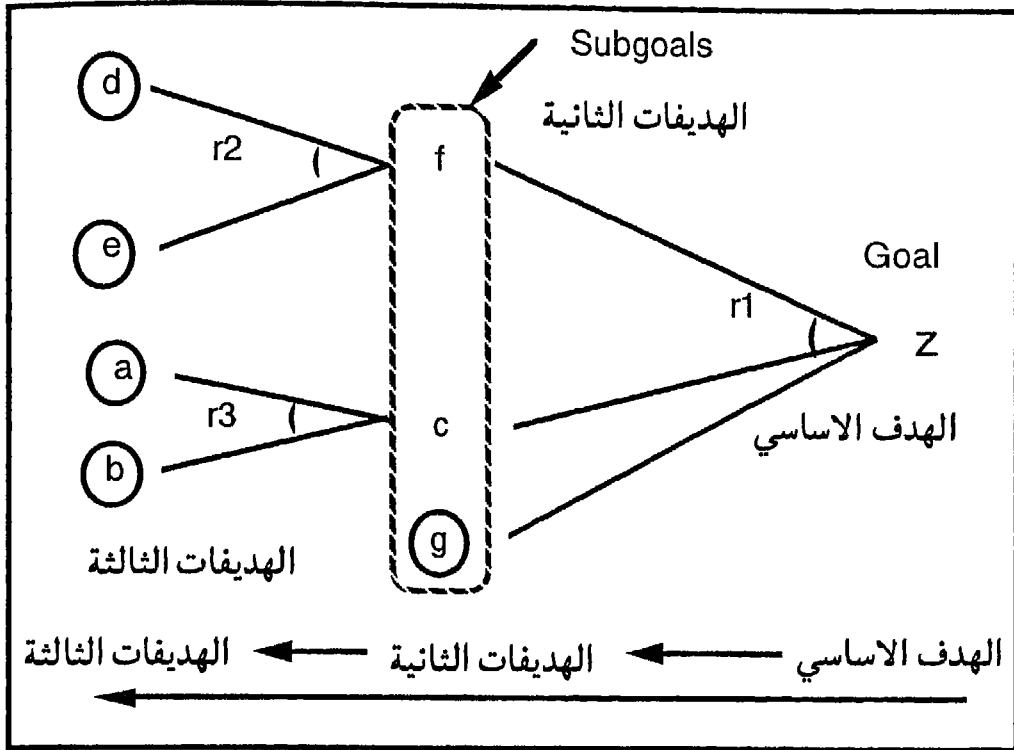 Subgoals
الهديفات الثانية
d
r2
f
e
Goal
r1
Z
a
r3
c
b
الهدف الاساسي
g
الهديفات الثالثة
الهدف الاساسي الهديفات الثانية الهديفات الثالثة